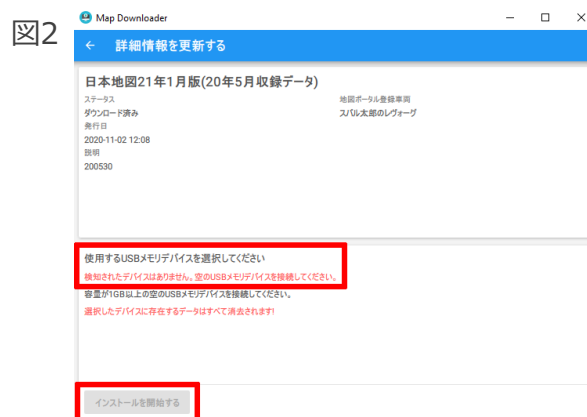 図2
Map Downloader
詳細情報を更新する
日本地図21年1月版(20年5月収録データ)
ステータス
地図ポータル登録車両
ダウンロード済み
スバル太郎のレヴォーグ
発行日
2020-11-02 12:08
説明
200530
使用するUSBメモリデバイスを選択してください
検知されたデバイスはありません。空のUSBメモリデバイスを接続してください。
容量が1GB以上の空のUSBメモリデバイスを接続してください。
選択したデバイスに存在するデータはすべて消去されます!
インストールを開始する